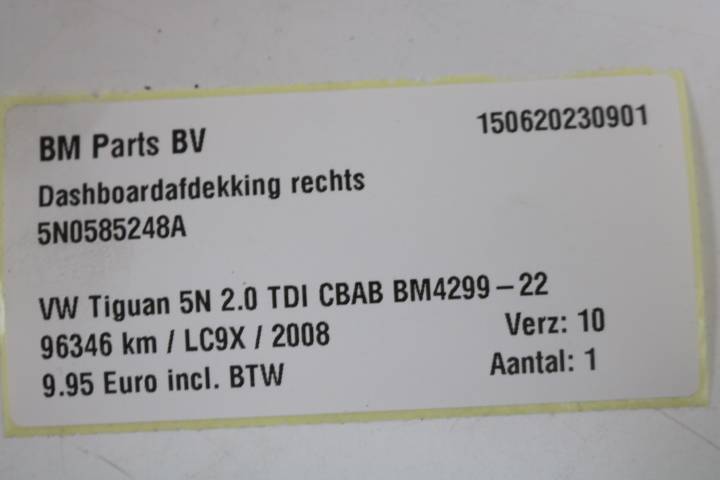 BM Parts BV 150620230901
Dashboardafdekking rechts
5N0585248A
VW Tiguan 5N 2.0 TDI CBAB BM4299-22
96346 km / LC9X / 2008 Verz: 10
9.95 Euro incl. BTW Aantal: 1